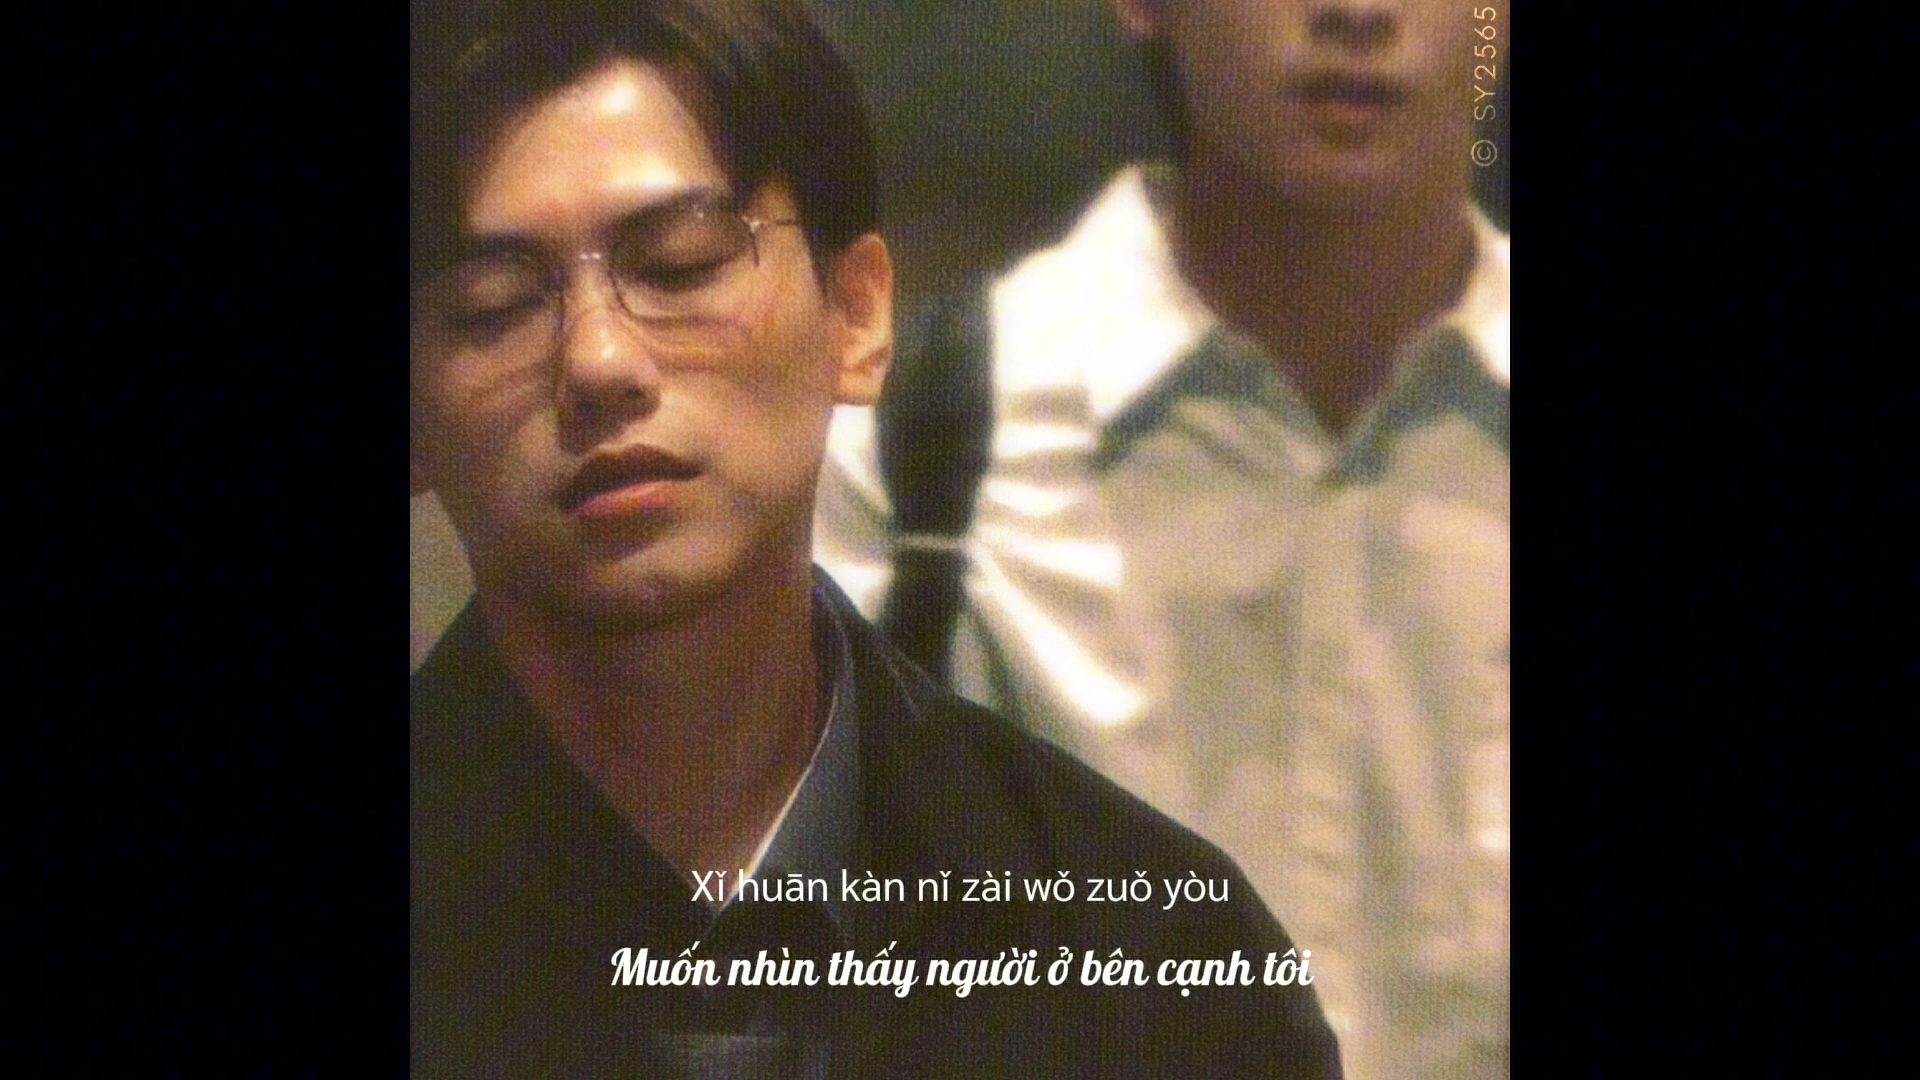 © SY2565
Xǐ huān kàn nǐ zài wǒ zuǒ yòu
Muốn nhìn thấy người ở bên cạnh tôi